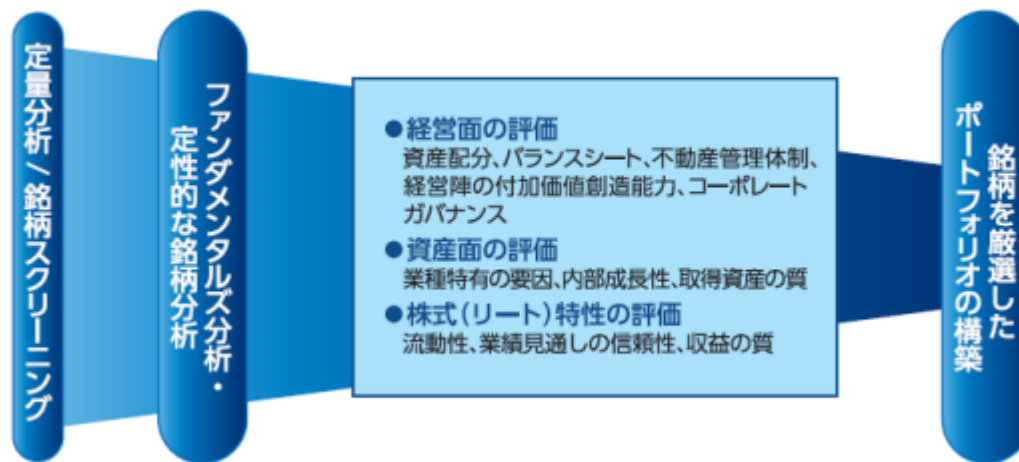 定量分析/銘柄スクリーニング
ファンダメンタルズ分析・
定性的な銘柄分析
●経営面の評価
資産配分、バランスシート、不動産管理体制、
経営陣の付加価値創造能力、コーポレート
ガバナンス
●資産面の評価
業種特有の要因、内部成長性、取得資産の質
●株式(リート)特性の評価
流動性、業績見通しの信頼性、収益の質
銘柄を厳選した
ポートフォリオの構築